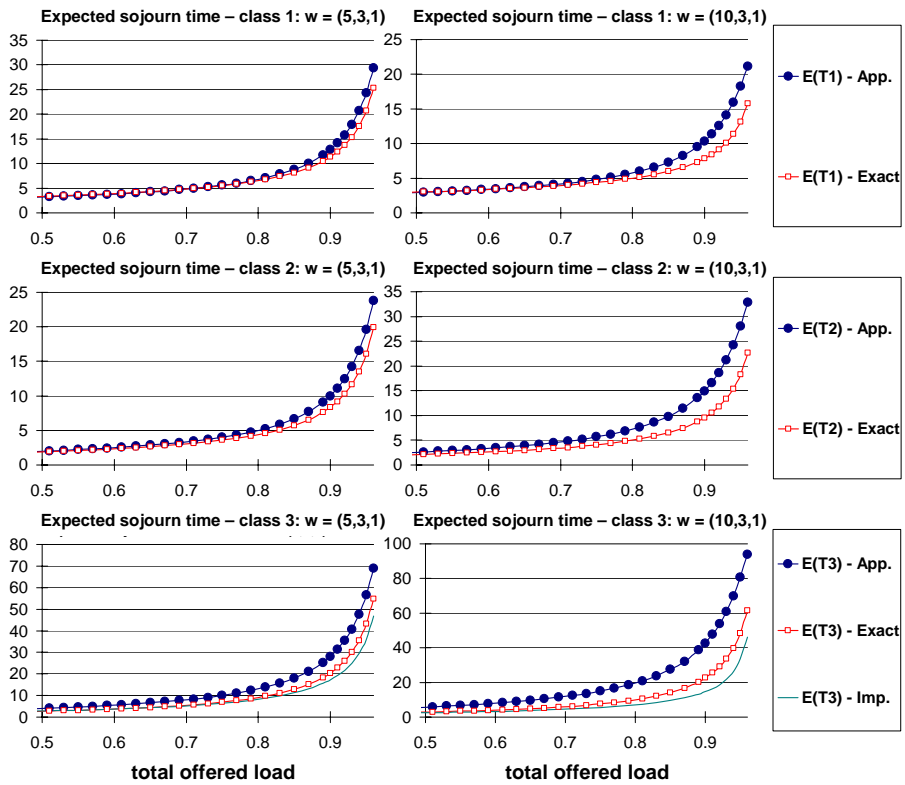 Expected sojourn time – class 1: w = (5,3,1)
35
30
25
20
15
10
5
0
0.5 0.6 0.7 0.8 0.9
Expected sojourn time – class 1: w = (10,3,1)
25
20
15
10
5
0
0.5 0.6 0.7 0.8 0.9
E(T1) - App.
E(T1) - Exact
Expected sojourn time – class 2: w = (5,3,1)
25
20
15
10
5
0
0.5 0.6 0.7 0.8 0.9
Expected sojourn time – class 2: w = (10,3,1)
35
30
25
20
15
10
5
0
0.5 0.6 0.7 0.8 0.9
E(T2) - App.
E(T2) - Exact
Expected sojourn time – class 3: w = (5,3,1)
80
70
60
50
40
30
20
10
0
0.5 0.6 0.7 0.8 0.9
total offered load
Expected sojourn time – class 3: w = (10,3,1)
100
80
60
40
20
0
0.5 0.6 0.7 0.8 0.9
total offered load
E(T3) - App.
E(T3) - Exact
E(T3) - Imp.